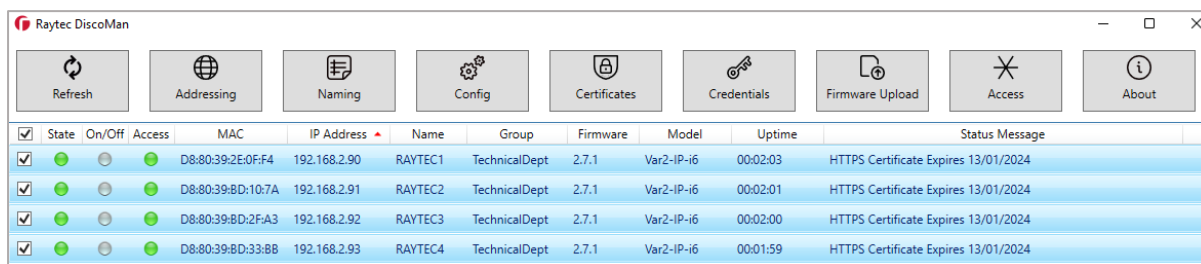 Raytec DiscoMan
Refresh Addressing Naming Config Certificates Credentials Firmware Upload Access About
State On/Off Access MAC IP Address Name Group Firmware Model Uptime Status Message
D8:80:39:2E:0F:F4 192.168.2.90 RAYTEC1 TechnicalDept 2.7.1 Var2-IP-i6 00:02:03 HTTPS Certificate Expires 13/01/2024
D8:80:39:BD:10:7A 192.168.2.91 RAYTEC2 TechnicalDept 2.7.1 Var2-IP-i6 00:02:01 HTTPS Certificate Expires 13/01/2024
D8:80:39:BD:2F:A3 192.168.2.92 RAYTEC3 TechnicalDept 2.7.1 Var2-IP-i6 00:02:00 HTTPS Certificate Expires 13/01/2024
D8:80:39:BD:33:BB 192.168.2.93 RAYTEC4 TechnicalDept 2.7.1 Var2-IP-i6 00:01:59 HTTPS Certificate Expires 13/01/2024